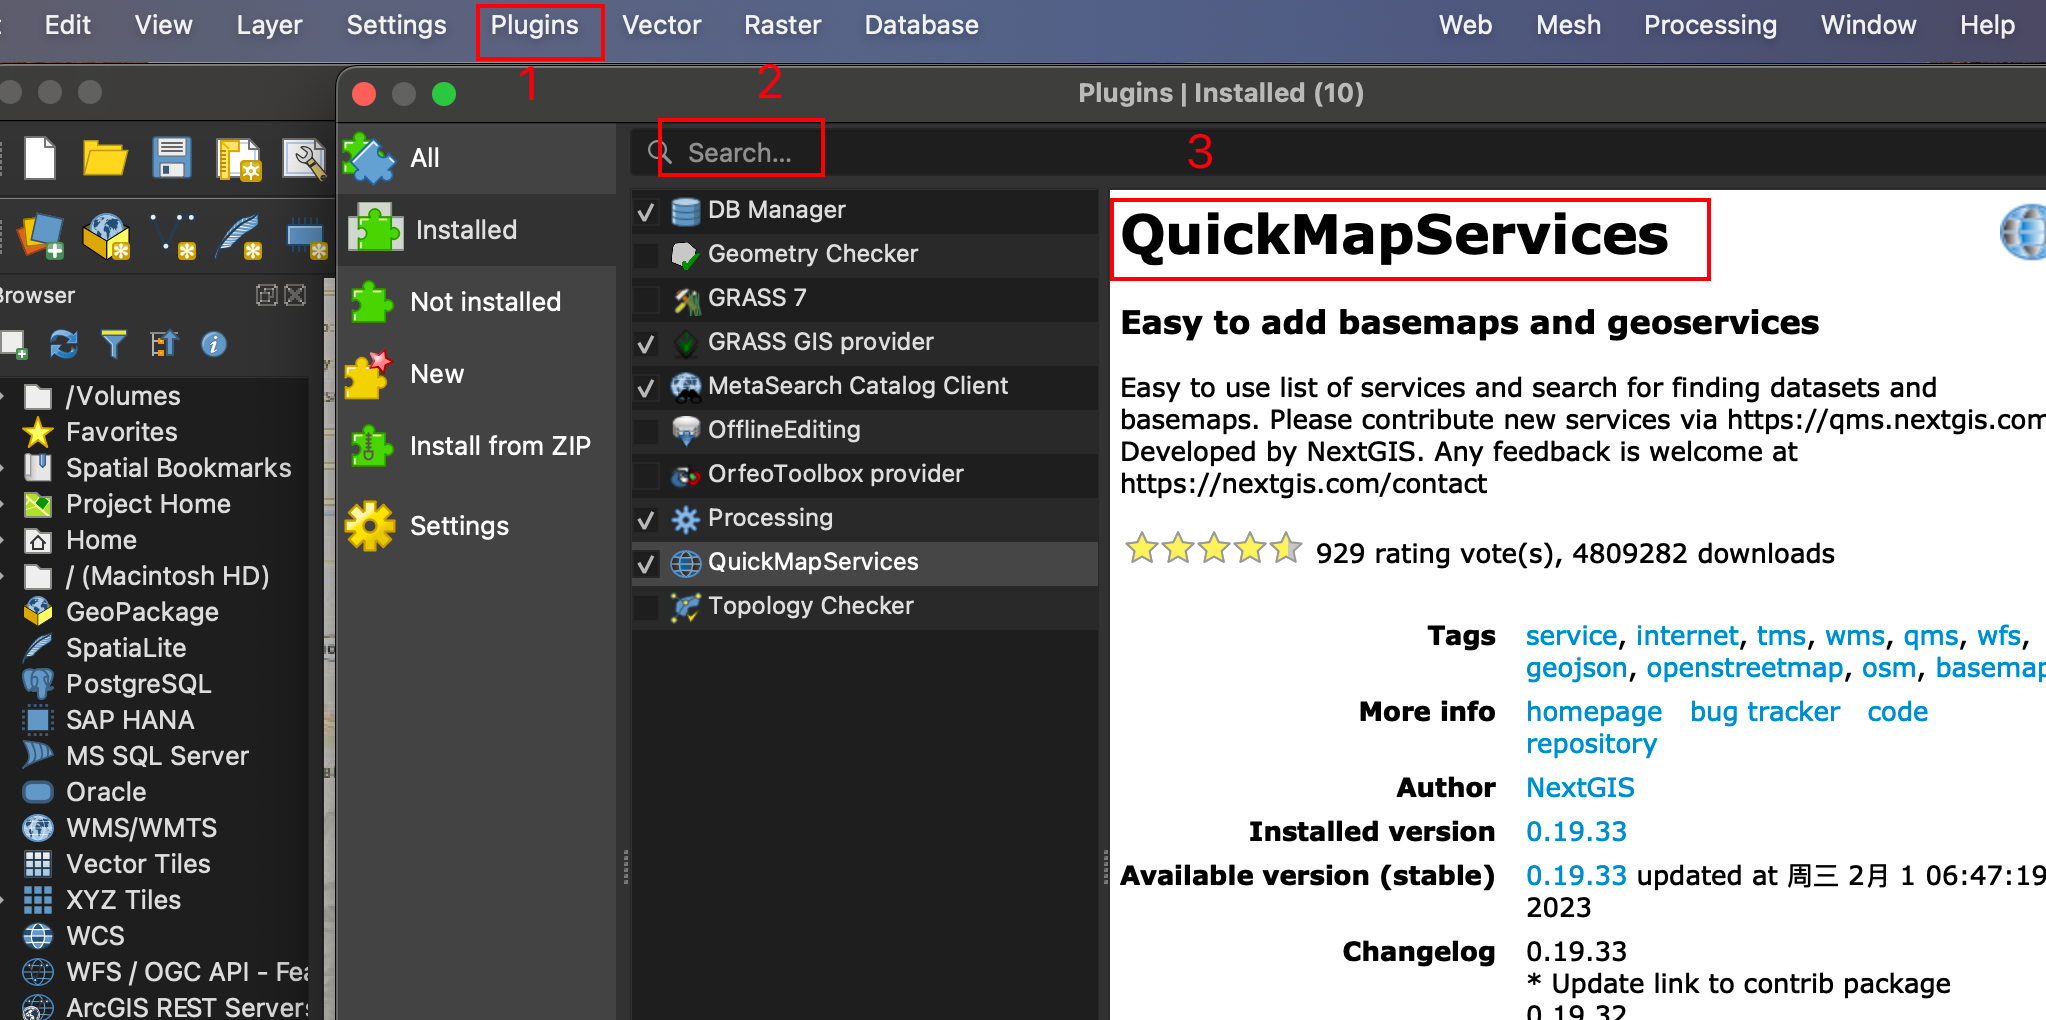 Edit View Layer Settings Plugins Vector Raster Database Web Mesh Processing Window Help
1
2
Plugins | Installed (10)
3
Search...
All
Installed
Not installed
New
Install from ZIP
Settings
DB Manager
Geometry Checker
GRASS 7
GRASS GIS provider
MetaSearch Catalog Client
OfflineEditing
OrfeoToolbox provider
Processing
QuickMapServices
Topology Checker
Browser
/Volumes
Favorites
Spatial Bookmarks
Project Home
Home
/ (Macintosh HD)
GeoPackage
SpatiaLite
PostgreSQL
SAP HANA
MS SQL Server
Oracle
WMS/WMTS
Vector Tiles
XYZ Tiles
WCS
WFS / OGC API - Fea
ArcGIS REST Servers
QuickMapServices
Easy to add basemaps and geoservices
Easy to use list of services and search for finding datasets and
basemaps. Please contribute new services via https://qms.nextgis.com
Developed by NextGIS. Any feedback is welcome at
https://nextgis.com/contact
929 rating vote(s), 4809282 downloads
Tags service, internet, tms, wms, qms, wfs,
geojson, openstreetmap, osm, basemap
More info homepage bug tracker code
repository
Author NextGIS
Installed version 0.19.33
Available version (stable) 0.19.33 updated at 周三 2月 1 06:47:19
2023
Changelog 0.19.33
* Update link to contrib package
0.19.32